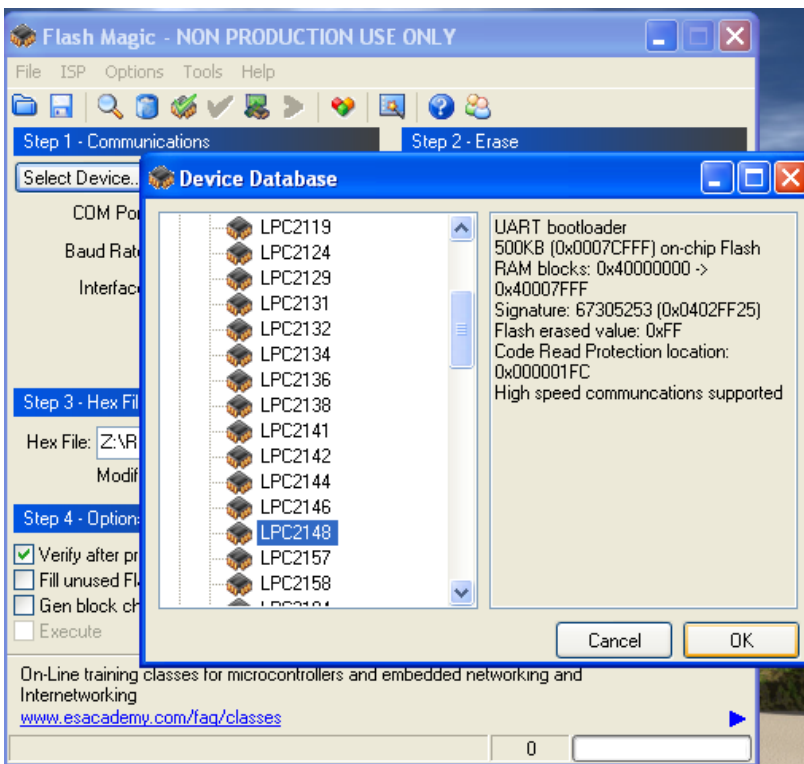 Flash Magic - NON PRODUCTION USE ONLY
File ISP Options Tools Help
Step 1 - Communications
Step 2 - Erase
Select Device..
COM Por
Baud Rat
Interfac
Step 3 - Hex Fil
Hex File: Z:\R
Modif
Step 4 - Option
Verify after pr
Fill unused Fl
Gen block ch
Execute
Device Database
LPC2119
LPC2124
LPC2129
LPC2131
LPC2132
LPC2134
LPC2136
LPC2138
LPC2141
LPC2142
LPC2144
LPC2146
LPC2148
LPC2157
LPC2158
UART bootloader
500KB (0x0007CFFF) on-chip Flash
RAM blocks: 0x40000000 ->
0x40007FFF
Signature: 67305253 (0x0402FF25)
Flash erased value: 0xFF
Code Read Protection location:
0x000001FC
High speed communcations supported
Cancel OK
On-Line training classes for microcontrollers and embedded networking and
Internetworking
www.esacademy.com/faq/classes
0